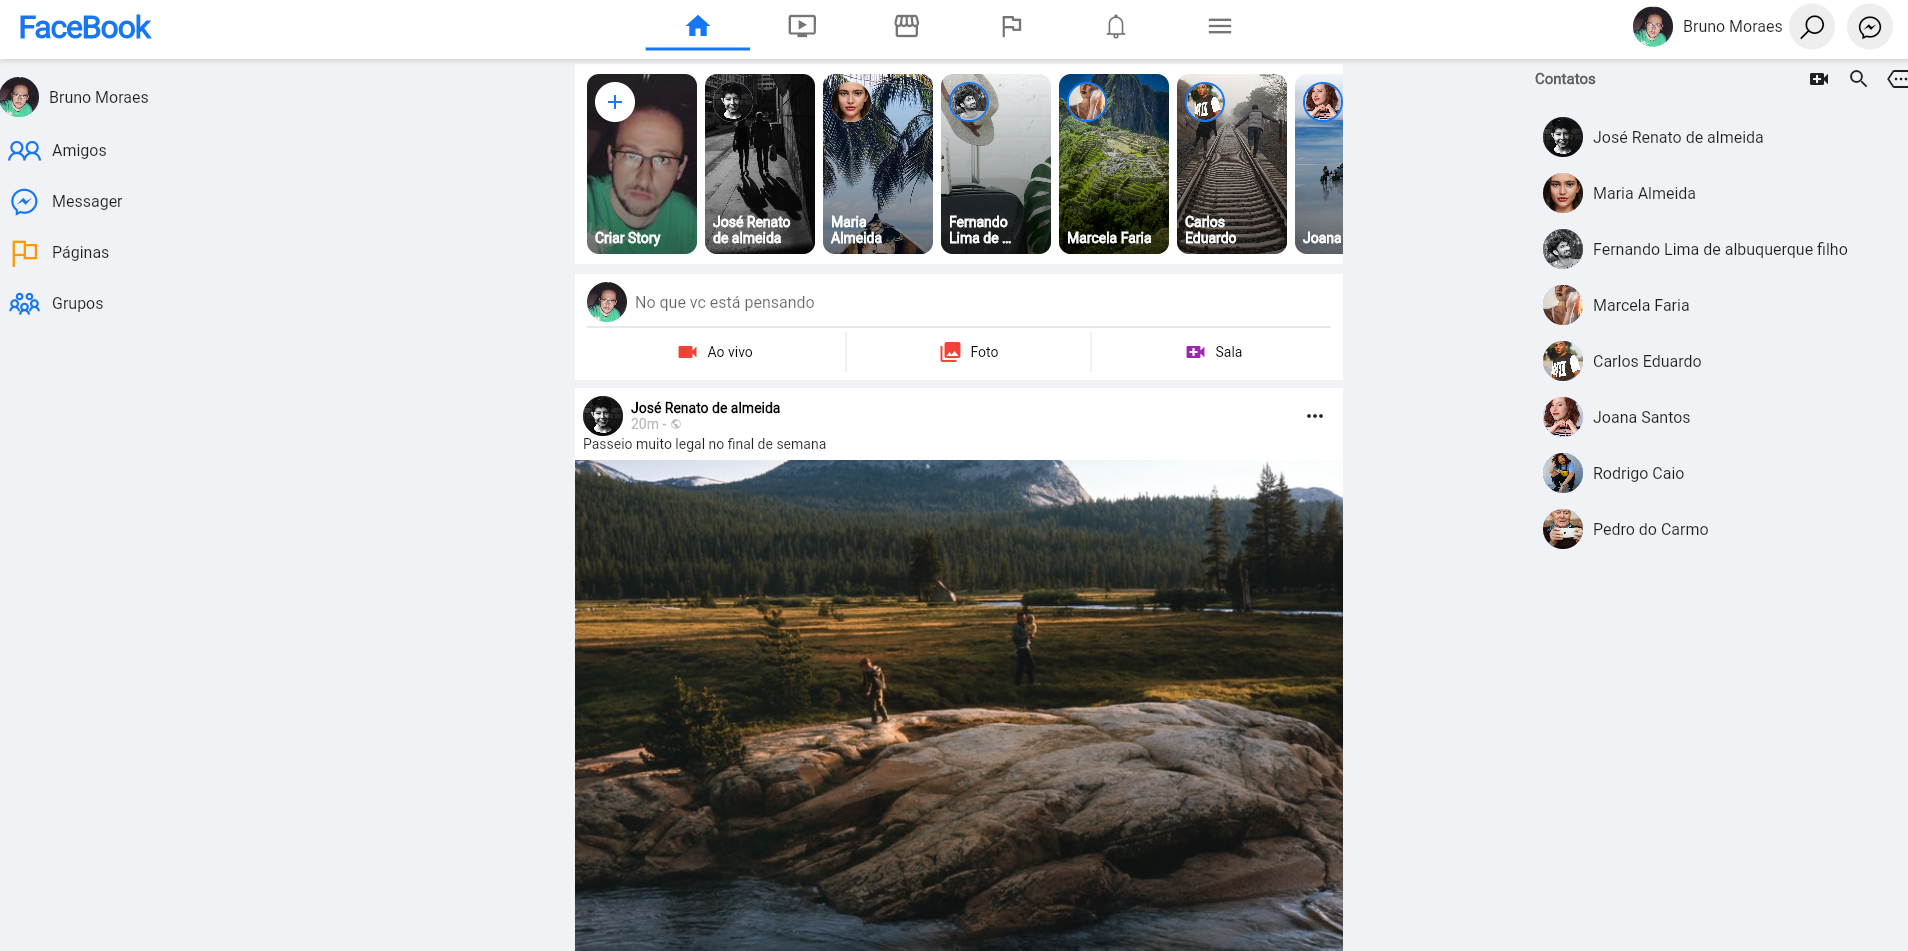 FaceBook
Bruno Moraes
Bruno Moraes
Amigos
Messager
Páginas
Grupos
Criar Story
José Renato
de almeida
Maria
Almeida
Fernando
Lima de ...
Marcela Faria
Carlos
Eduardo
Joana
No que vc está pensando
Ao vivo
Foto
Sala
José Renato de almeida
20m -
Passeio muito legal no final de semana
Contatos
José Renato de almeida
Maria Almeida
Fernando Lima de albuquerque filho
Marcela Faria
Carlos Eduardo
Joana Santos
Rodrigo Caio
Pedro do Carmo